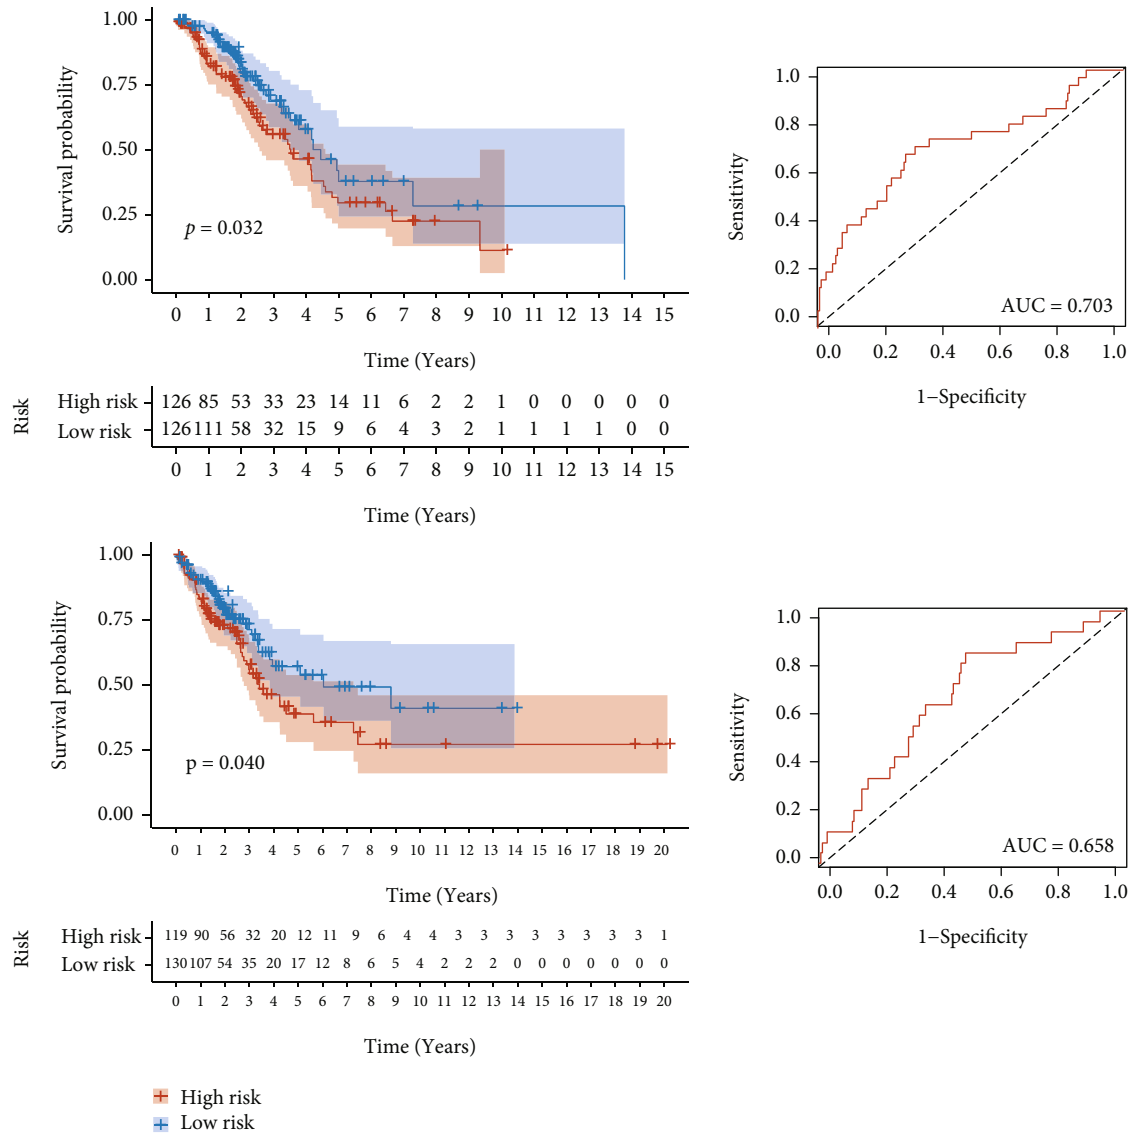 1.00
0.75
0.50
0.25
0.00
Survival probability
p = 0.032
0 1 2 3 4 5 6 7 8 9 10 11 12 13 14 15
Time (Years)
Risk
High risk 126 85 53 33 23 14 11 6 2 2 1 0 0 0 0 0
Low risk 126 111 58 32 15 9 6 4 3 2 1 1 1 1 0 0
0 1 2 3 4 5 6 7 8 9 10 11 12 13 14 15
Time (Years)
1.0
0.8
0.6
0.4
0.2
0.0
Sensitivity
AUC = 0.703
0.0 0.2 0.4 0.6 0.8 1.0
1−Specificity
1.00
0.75
0.50
0.25
0.00
Survival probability
p = 0.040
0 1 2 3 4 5 6 7 8 9 10 11 12 13 14 15 16 17 18 19 20
Time (Years)
Risk
High risk 119 90 56 32 20 12 11 9 6 4 4 3 3 3 3 3 3 3 3 3 1
Low risk 130 107 54 35 20 17 12 8 6 5 4 2 2 2 0 0 0 0 0 0 0
0 1 2 3 4 5 6 7 8 9 10 11 12 13 14 15 16 17 18 19 20
Time (Years)
1.0
0.8
0.6
0.4
0.2
0.0
Sensitivity
AUC = 0.658
0.0 0.2 0.4 0.6 0.8 1.0
1−Specificity
High risk
Low risk